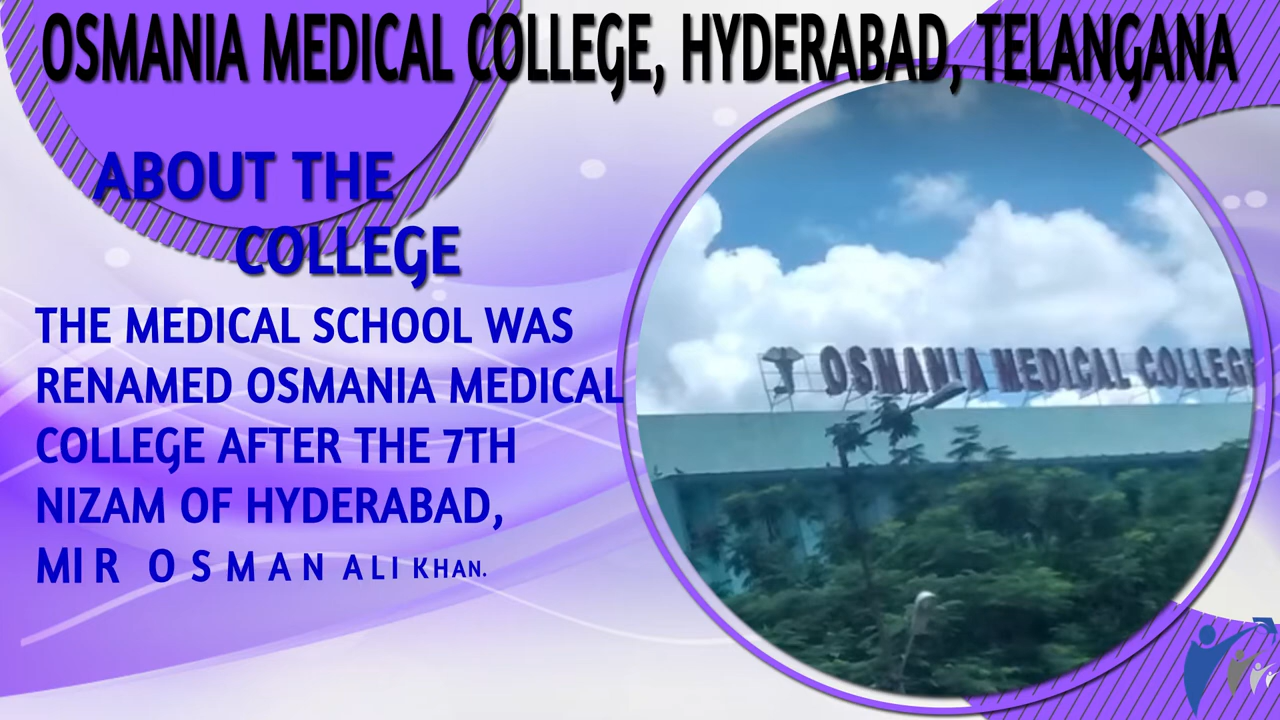 OSMANIA MEDICAL COLLEGE, HYDERABAD, TELANGANA
ABOUT THE
COLLEGE
THE MEDICAL SCHOOL WAS
RENAMED OSMANIA MEDICAL
COLLEGE AFTER THE 7TH
NIZAM OF HYDERABAD,
MIR OSMAN ALI KHAN.
OSMANIA MEDICAL COLLEGE